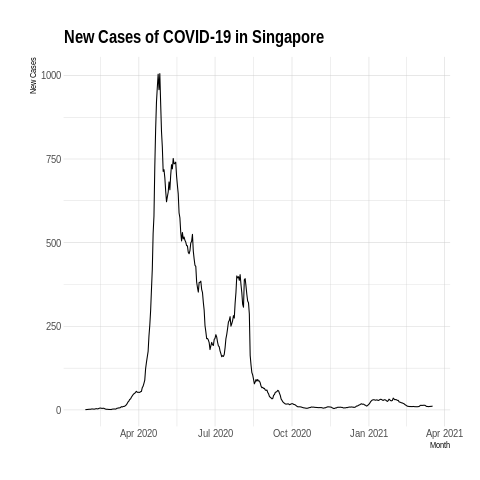 New Cases of COVID-19 in Singapore
New Cases
1000
750
500
250
0
Apr 2020 Jul 2020 Oct 2020 Jan 2021 Apr 2021
Month